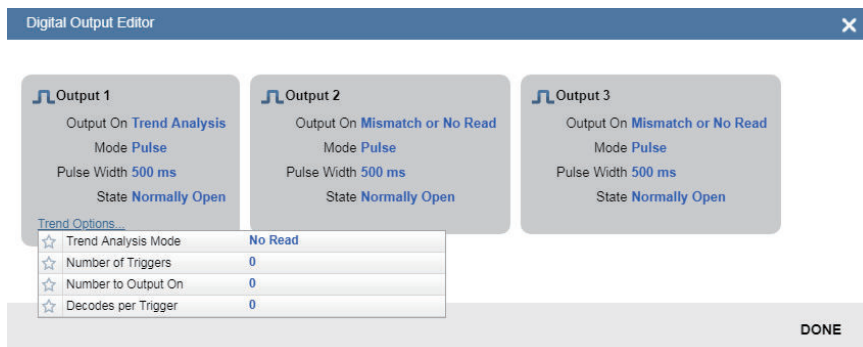 Digital Output Editor
Output 1
Output On Trend Analysis
Mode Pulse
Pulse Width 500 ms
State Normally Open
Trend Options...
Trend Analysis Mode No Read
Number of Triggers 0
Number to Output On 0
Decodes per Trigger 0
Output 2
Output On Mismatch or No Read
Mode Pulse
Pulse Width 500 ms
State Normally Open
Output 3
Output On Mismatch or No Read
Mode Pulse
Pulse Width 500 ms
State Normally Open
DONE